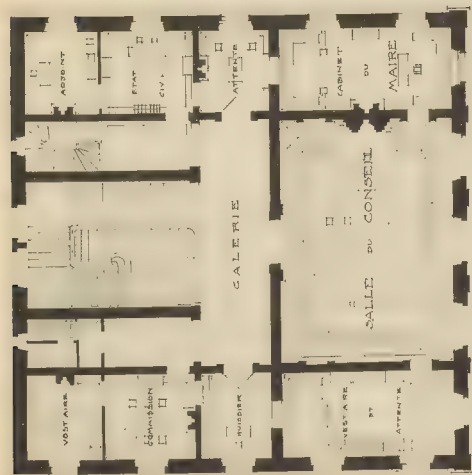 ADJOINT
ETAT
CIVIL
ATTENTE
CABINET
DU
MAIRE
GALERIE
SALLE DU CONSEIL
VESTIAIRE
COMMISSION
HUISSIER
VESTIAIRE
ET
ATTENTE